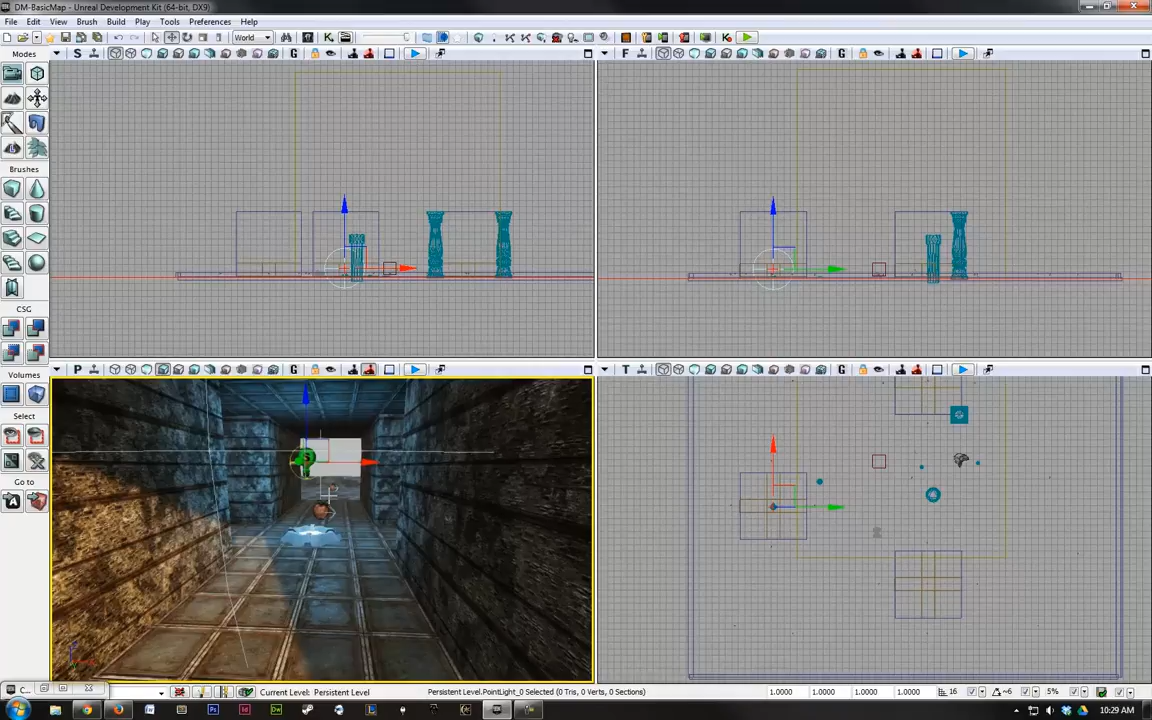 DM-BasicMap - Unreal Development Kit (64-bit, DX9)
File Edit View Brush Build Play Tools Preferences Help
World
Modes S G F G
Brushes
CSG
Volumes P G T G
Select
Go to
Current Level: Persistent Level Persistent Level.PointLight_0 Selected (0 Tris, 0 Verts, 0 Sections) 1.0000 1.0000 1.0000 1.0000 16 ~6 5%
C...
10:29 AM